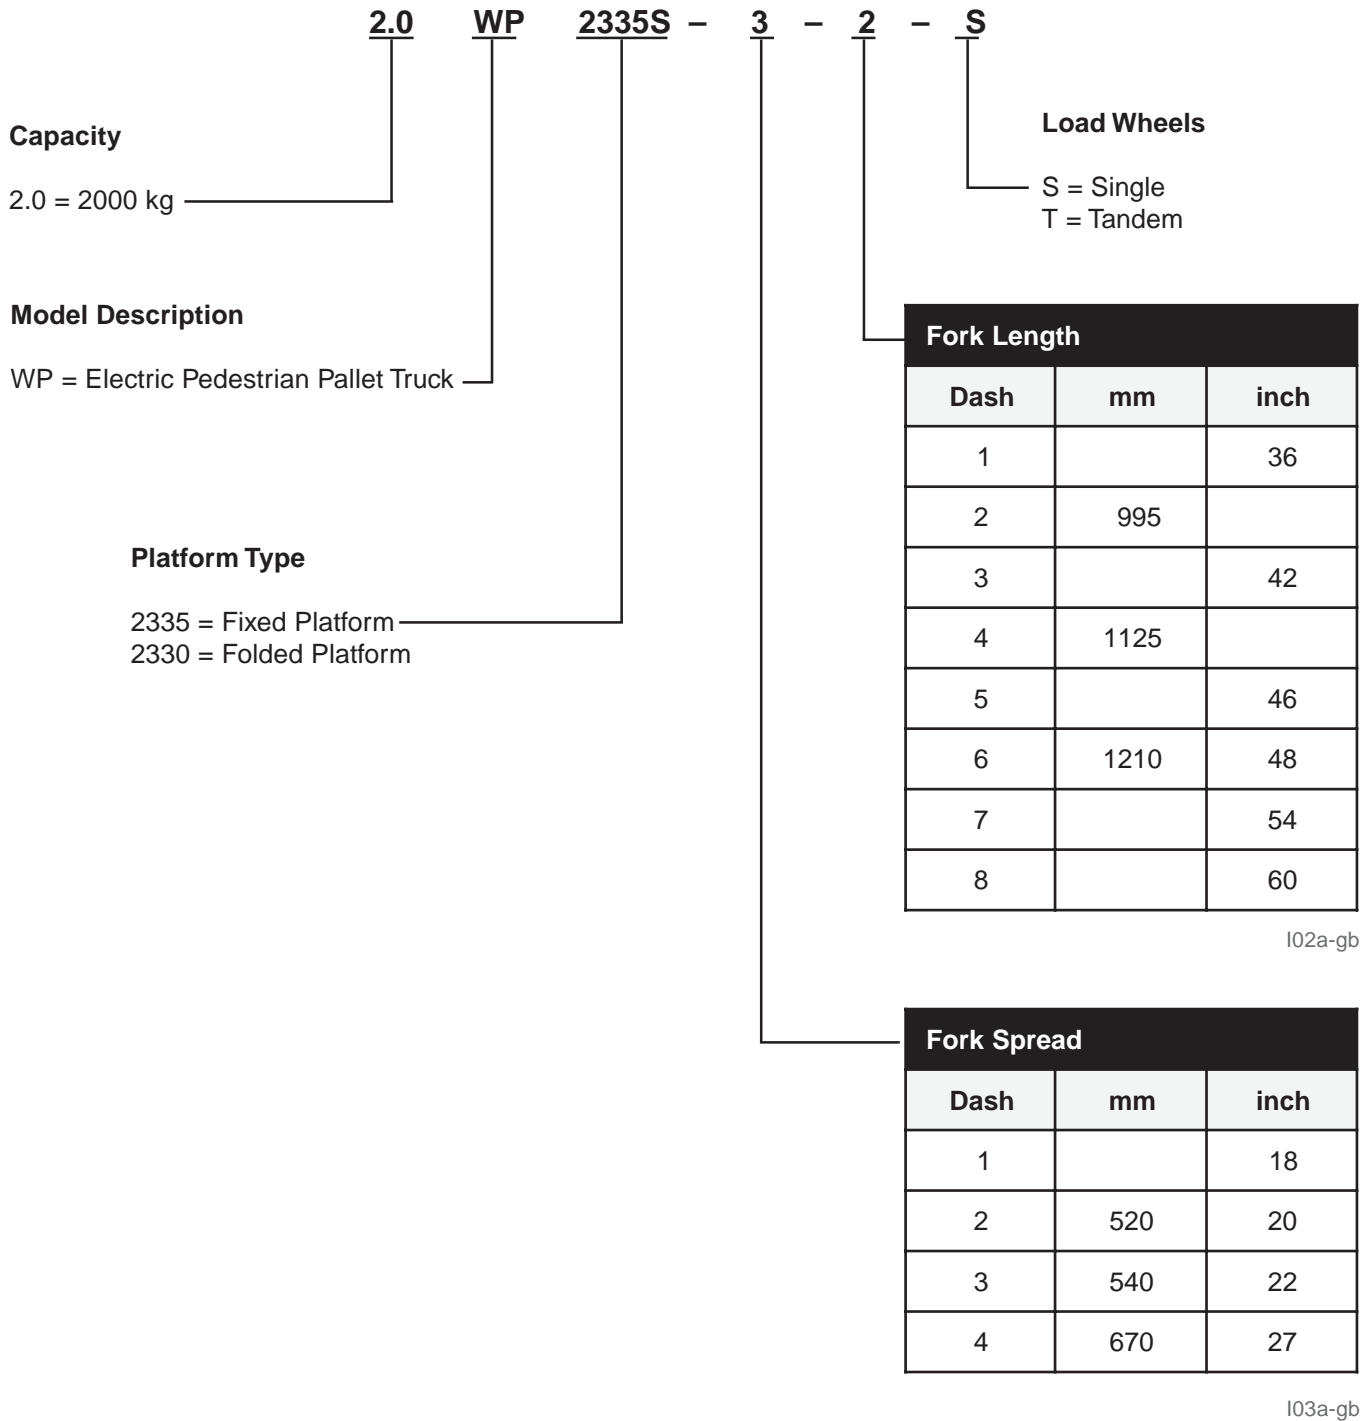 2.0 WP 2335S – 3 – 2 – S
Capacity
2.0 = 2000 kg
Load Wheels
S = Single
T = Tandem
Model Description
WP = Electric Pedestrian Pallet Truck
Platform Type
2335 = Fixed Platform
2330 = Folded Platform
Fork Length
Dash mm inch
1 36
2 995
3 42
4 1125
5 46
6 1210 48
7 54
8 60
I02a-gb
Fork Spread
Dash mm inch
1 18
2 520 20
3 540 22
4 670 27
I03a-gb